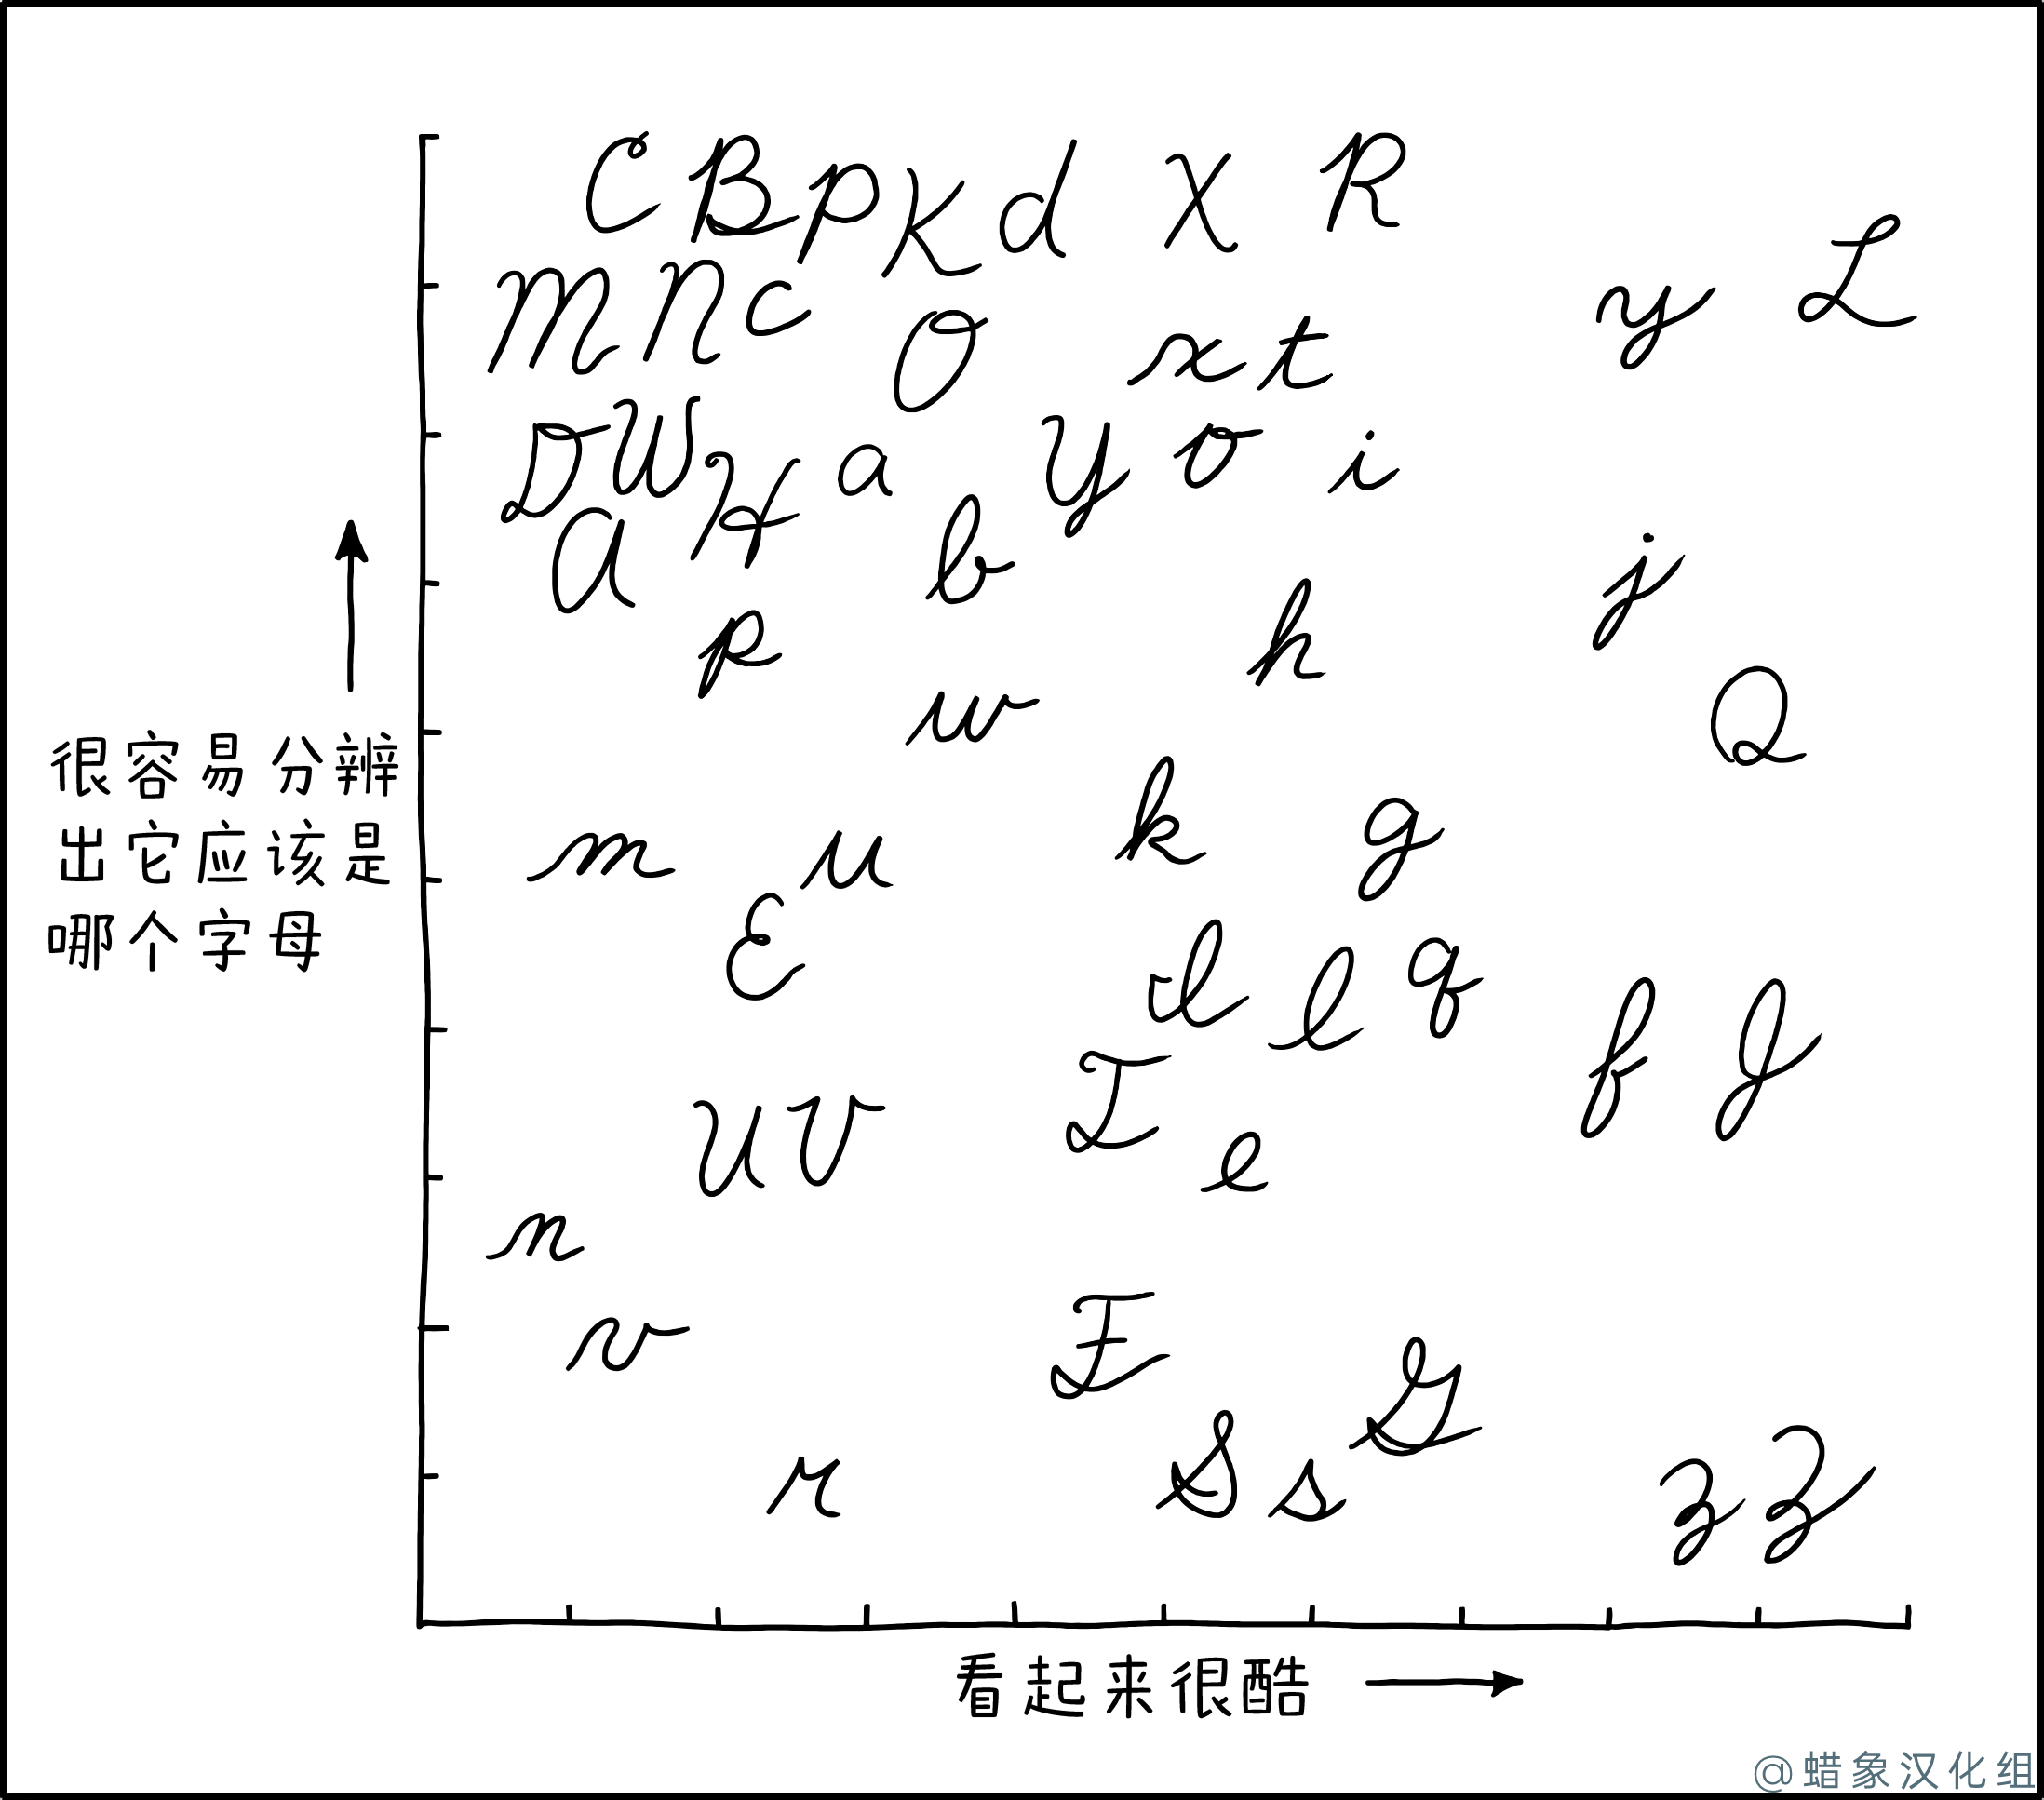 C B P K d X R
L
M N c O x t y
D W H a Y o i
A b j
p h
w Q
很容易分辨
出它应该是
哪个字母
m u k g
E T l q f J
U V I e
n
v F G
r S s z Z
看起来很酷
@蜡象汉化组